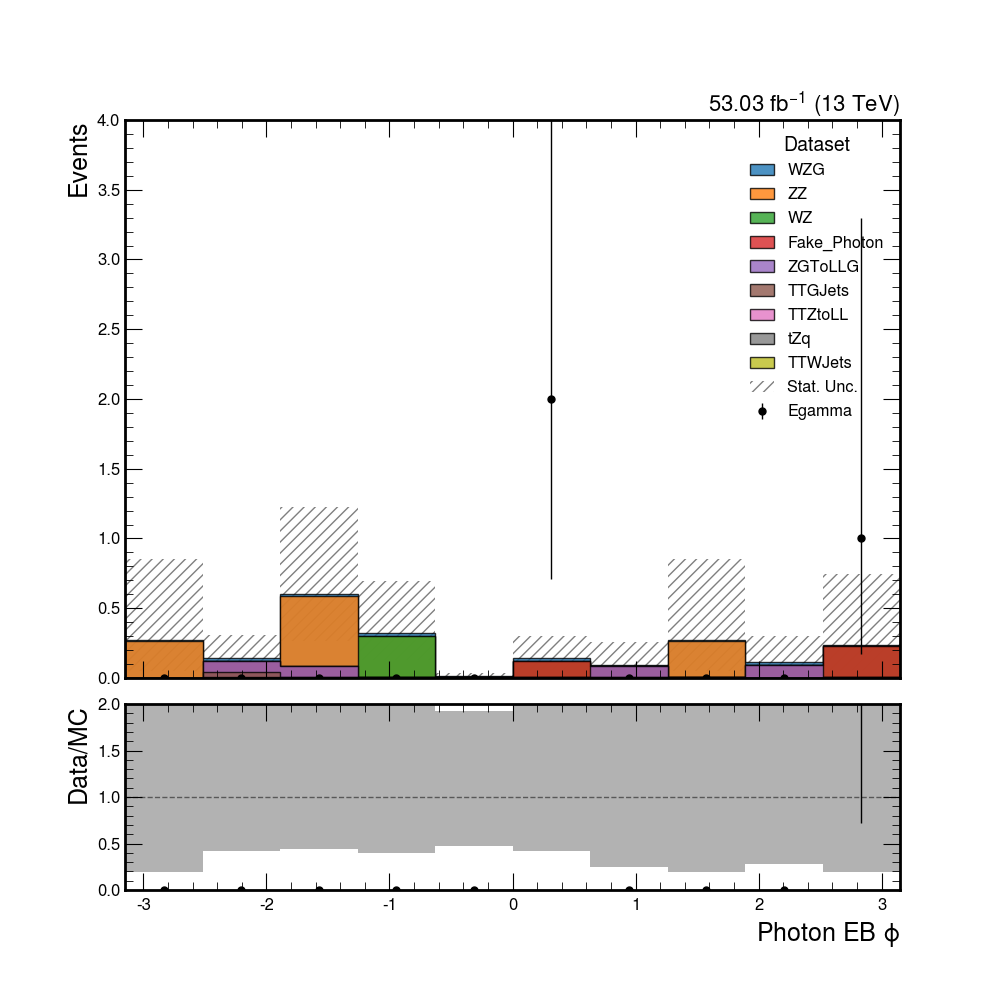 53.03 fb⁻¹ (13 TeV)
Events
4.0
3.5
3.0
2.5
2.0
1.5
1.0
0.5
0.0
Dataset
WZG
ZZ
WZ
Fake_Photon
ZGToLLG
TTGJets
TTZtoLL
tZq
TTWJets
Stat. Unc.
Egamma
Data/MC
2.0
1.5
1.0
0.5
0.0
-3 -2 -1 0 1 2 3
Photon EB ϕ